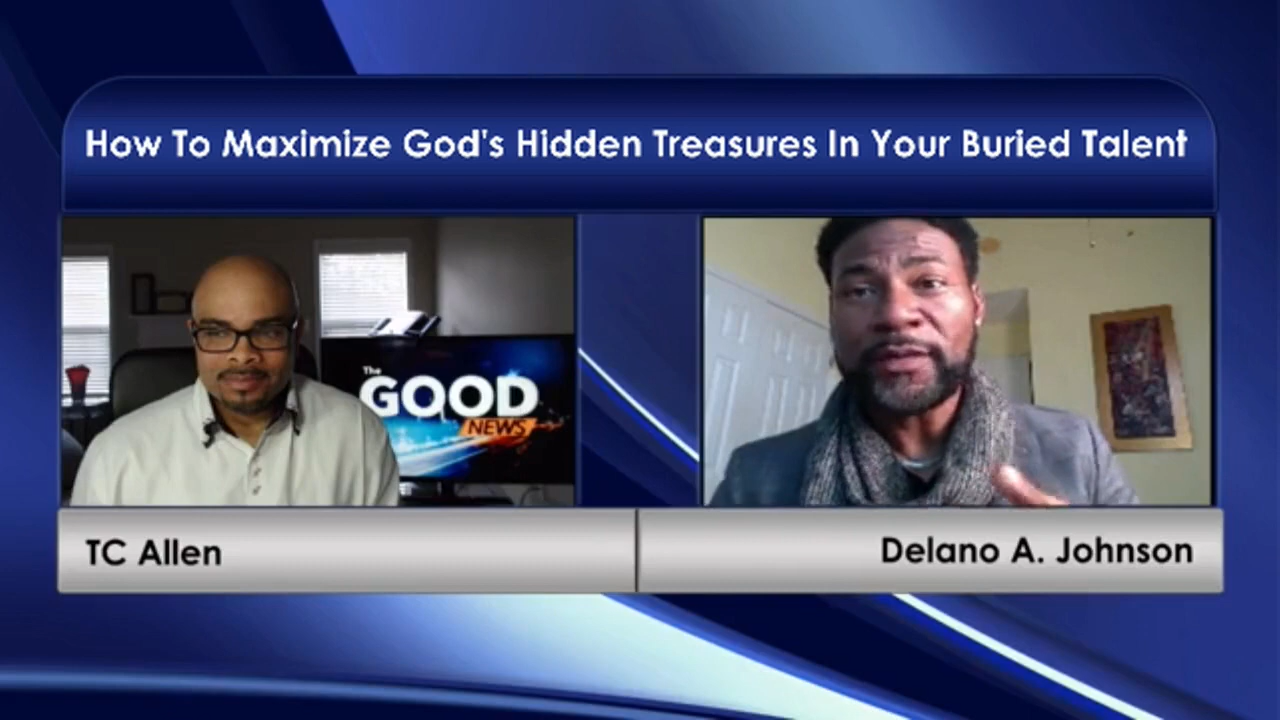 How To Maximize God's Hidden Treasures In Your Buried Talent
The
GOOD
NEWS
TC Allen
Delano A. Johnson